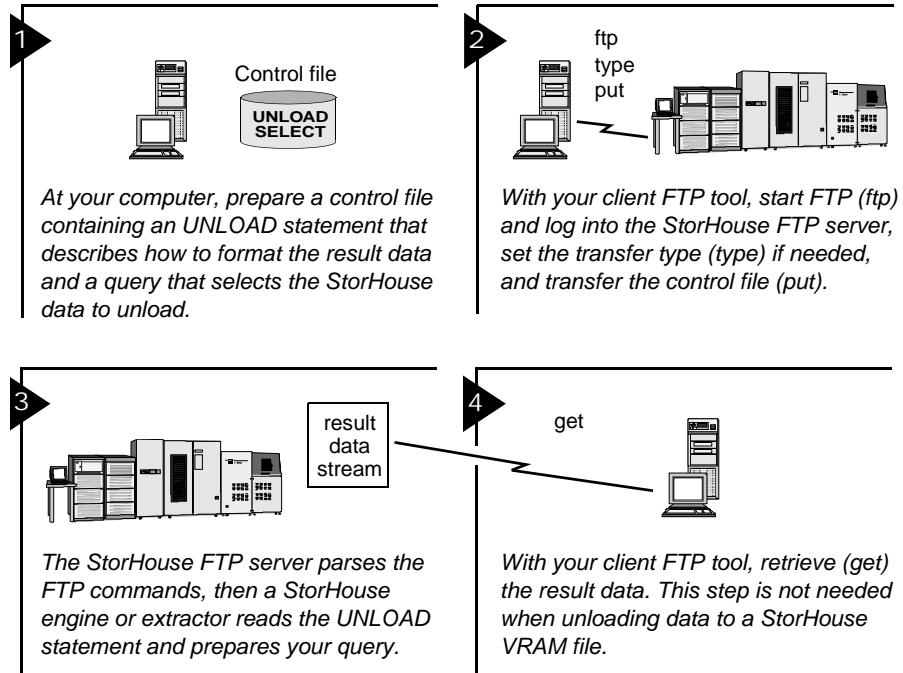 1
Control file
UNLOAD
SELECT
At your computer, prepare a control file
containing an UNLOAD statement that
describes how to format the result data
and a query that selects the StorHouse
data to unload.
2
ftp
type
put
With your client FTP tool, start FTP (ftp)
and log into the StorHouse FTP server,
set the transfer type (type) if needed,
and transfer the control file (put).
3
result
data
stream
The StorHouse FTP server parses the
FTP commands, then a StorHouse
engine or extractor reads the UNLOAD
statement and prepares your query.
4
get
With your client FTP tool, retrieve (get)
the result data. This step is not needed
when unloading data to a StorHouse
VRAM file.